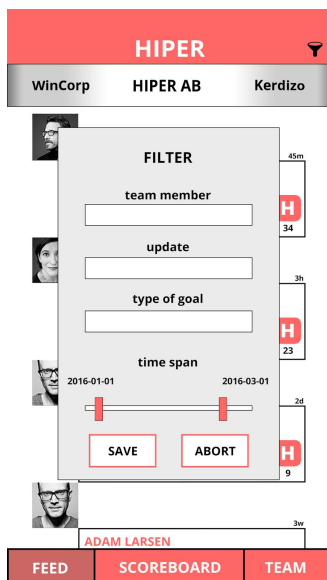 HIPER
WinCorp HIPER AB Kerdizo
FILTER
45m
team member
H
34
update
3h
type of goal
H
23
time span
2016-01-01 2016-03-01
2d
SAVE ABORT
H
9
3w
ADAM LARSEN
FEED SCOREBOARD TEAM